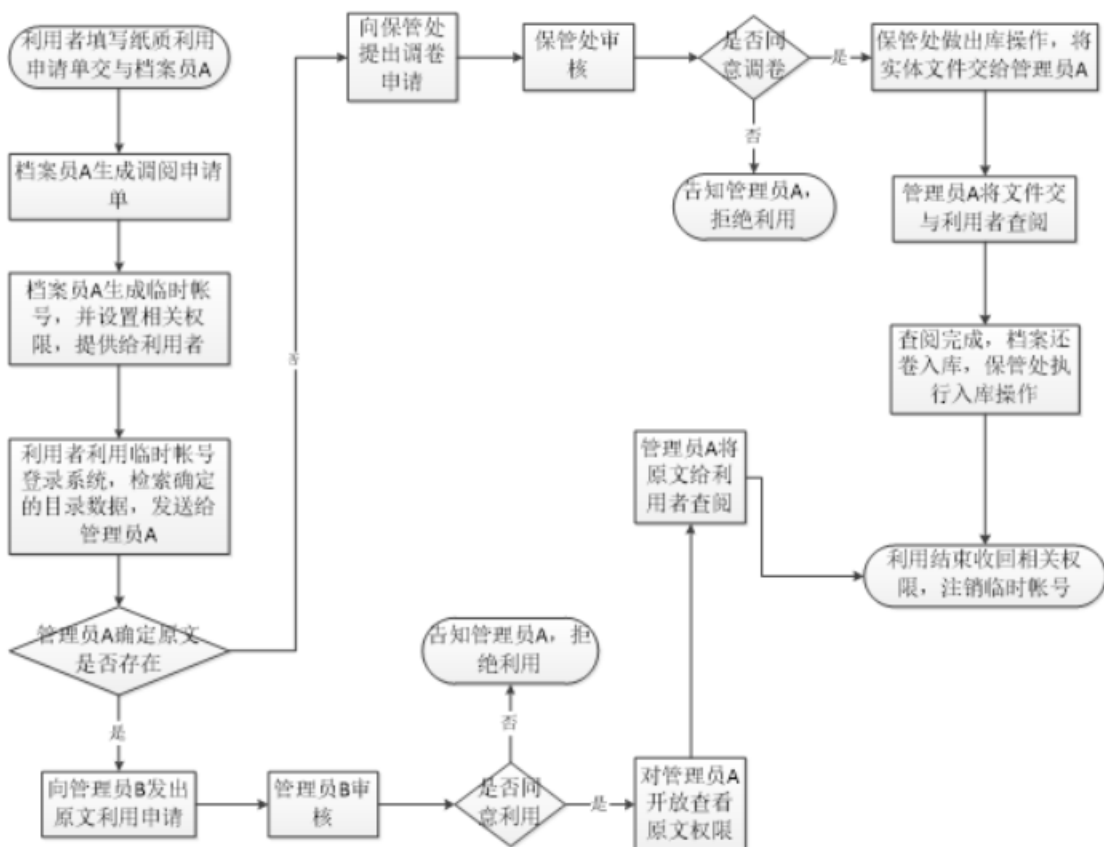 利用者填写纸质利用
申请单交与档案员A
档案员A生成调阅申请
单
档案员A生成临时帐
号，并设置相关权
限，提供给利用者
利用者利用临时帐号
登录系统，检索确定
的目录数据，发送给
管理员A
管理员A确定原文
是否存在
否
向保管处
提出调卷
申请
保管处审
核
是否同
意调卷
是
否
告知管理员A，
拒绝利用
保管处做出库操作，将
实体文件交给管理员A
管理员A将文件交
与利用者查阅
查阅完成，档案还
卷入库，保管处执
行入库操作
是
向管理员B发出
原文利用申请
管理员B审
核
是否同
意利用
否
告知管理员A，拒
绝利用
是
对管理员A
开放查看
原文权限
管理员A将
原文给利
用者查阅
利用结束收回相关权
限，注销临时帐号